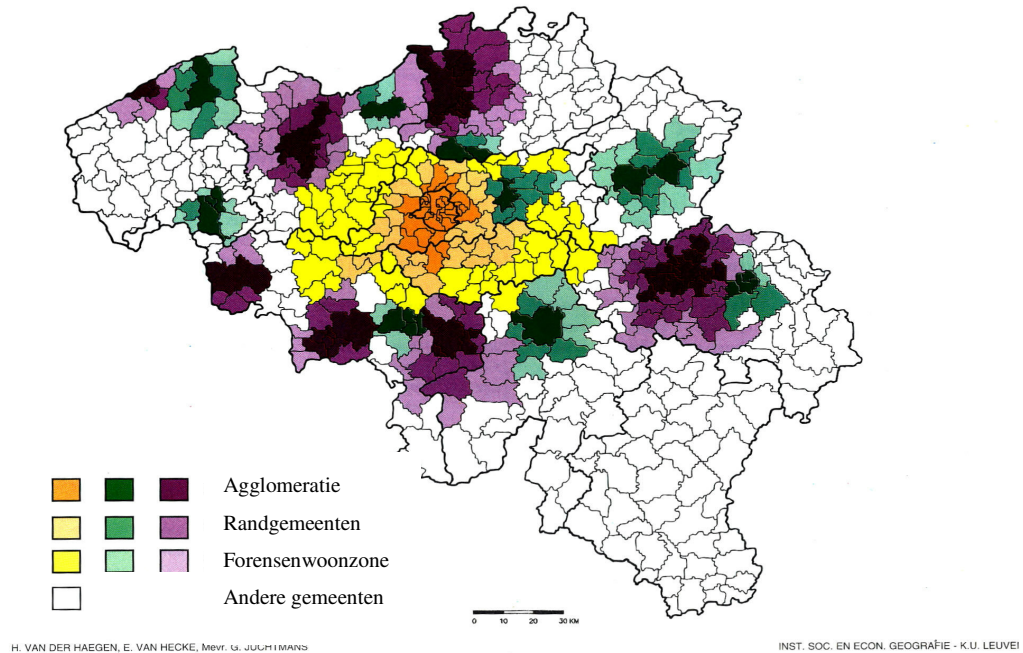 Agglomeratie
Randgemeenten
Forensenwoonzone
Andere gemeenten
0 10 20 30 KM
H. VAN DER HAEGEN, E. VAN HECKE, Mevr. G. JUCHTMANS
INST. SOC. EN ECON. GEOGRAFIE - K.U. LEUVE